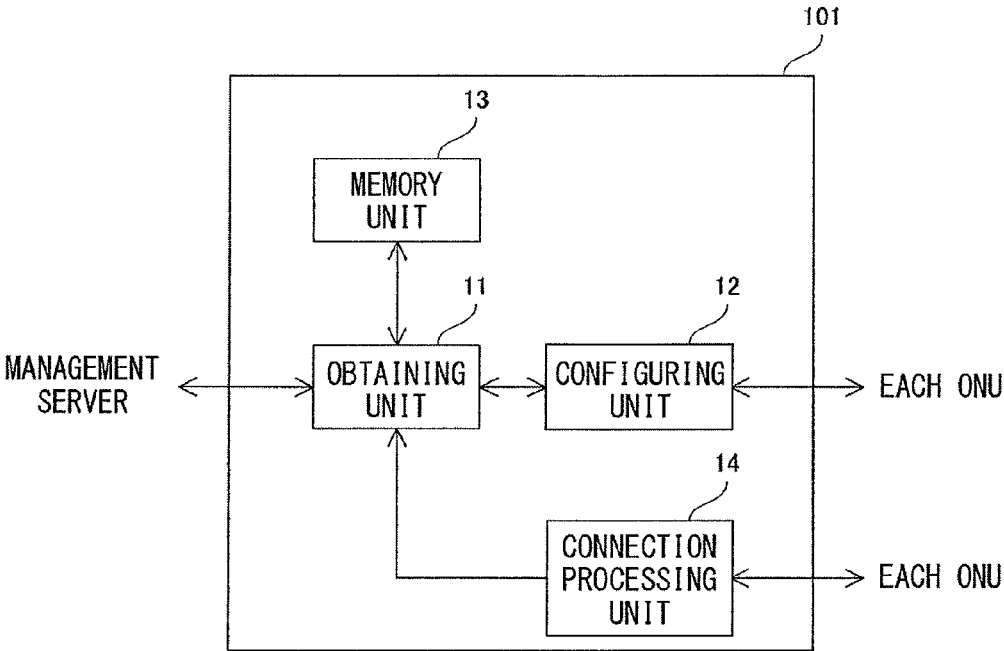 101
13
MEMORY
UNIT
11
12
MANAGEMENT
SERVER
OBTAINING
UNIT
CONFIGURING
UNIT
EACH ONU
14
CONNECTION
PROCESSING
UNIT
EACH ONU